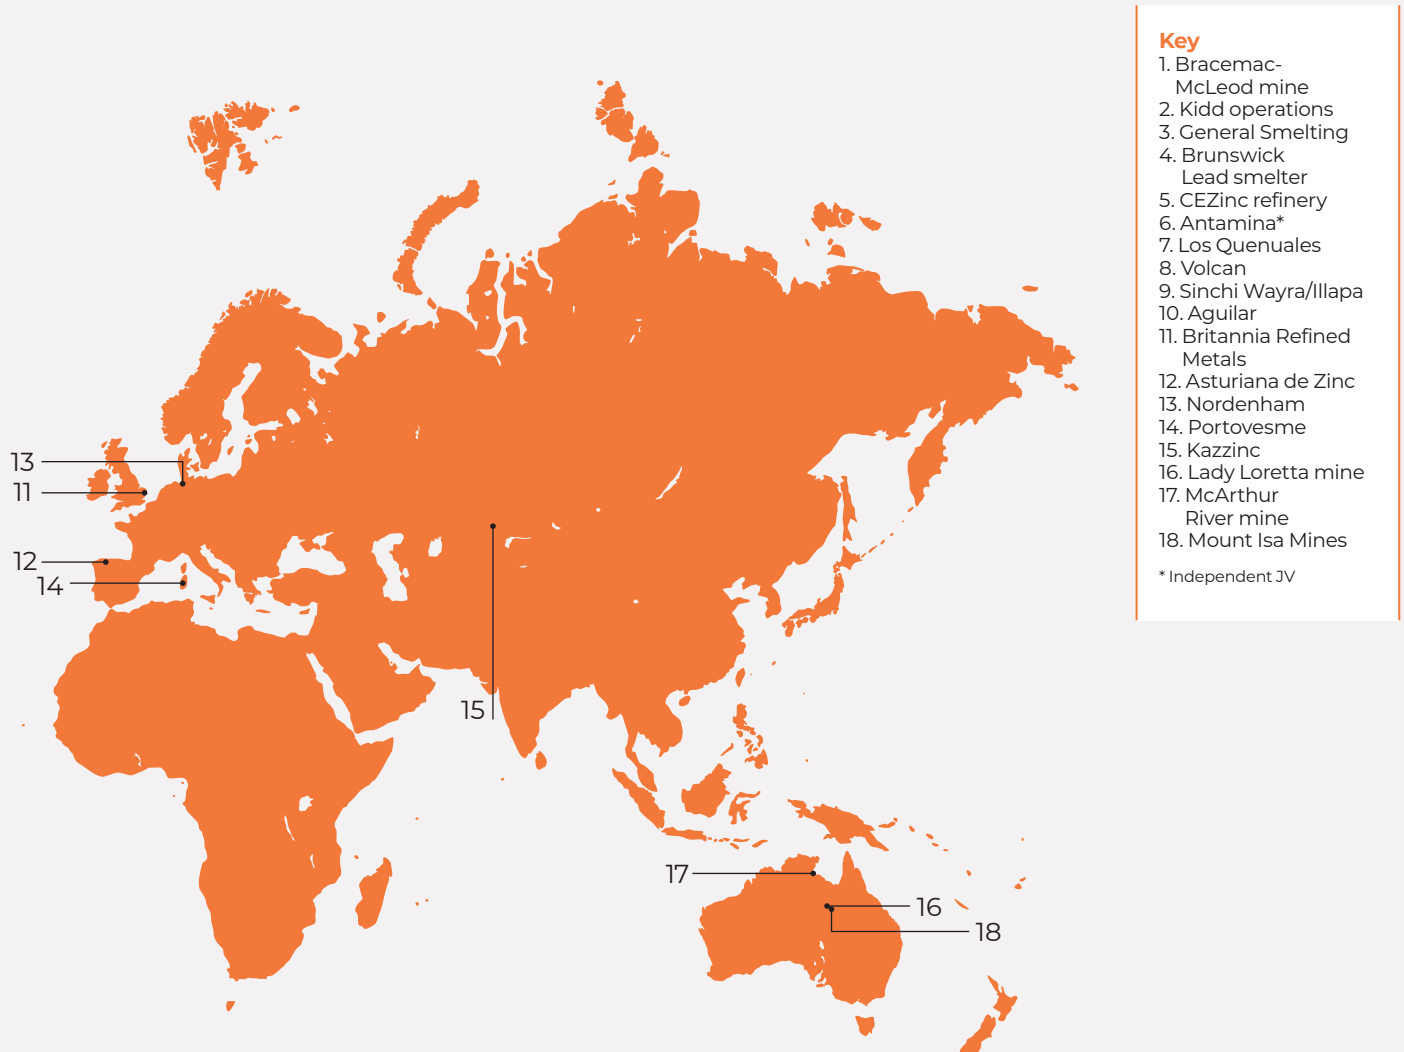 Key
1. Bracemac-
McLeod mine
2. Kidd operations
3. General Smelting
4. Brunswick
Lead smelter
5. CEZinc refinery
6. Antamina*
7. Los Quenuales
8. Volcan
9. Sinchi Wayra/Illapa
10. Aguilar
11. Britannia Refined
Metals
12. Asturiana de Zinc
13. Nordenham
14. Portovesme
15. Kazzinc
16. Lady Loretta mine
17. McArthur
River mine
18. Mount Isa Mines
* Independent JV
13
11
12
14
15
17
16
18